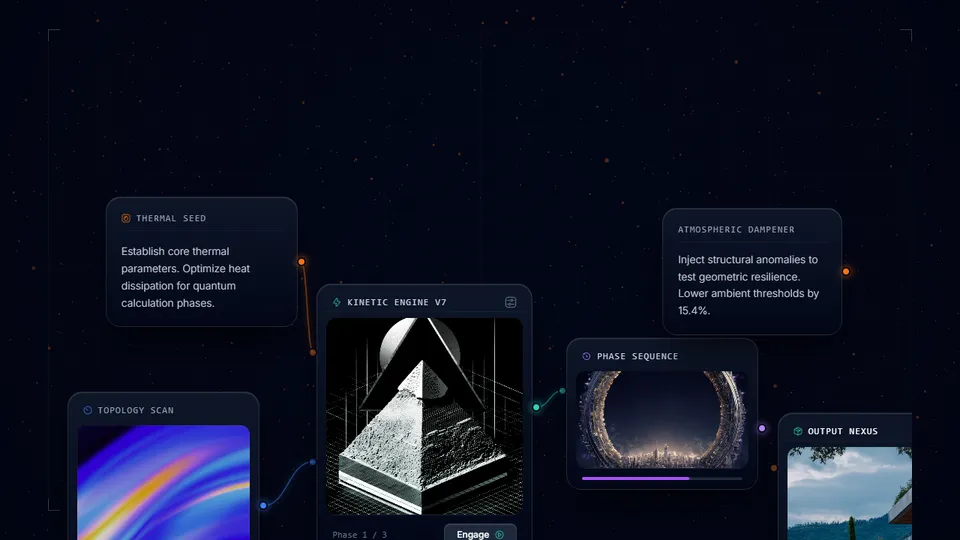 THERMAL SEED
Establish core thermal
parameters. Optimize heat
dissipation for quantum
calculation phases.
ATMOSPHERIC DAMPENER
Inject structural anomalies to
test geometric resilience.
Lower ambient thresholds by
15.4%.
KINETIC ENGINE V7
Phase 1 / 3
Engage
PHASE SEQUENCE
TOPOLOGY SCAN
OUTPUT NEXUS